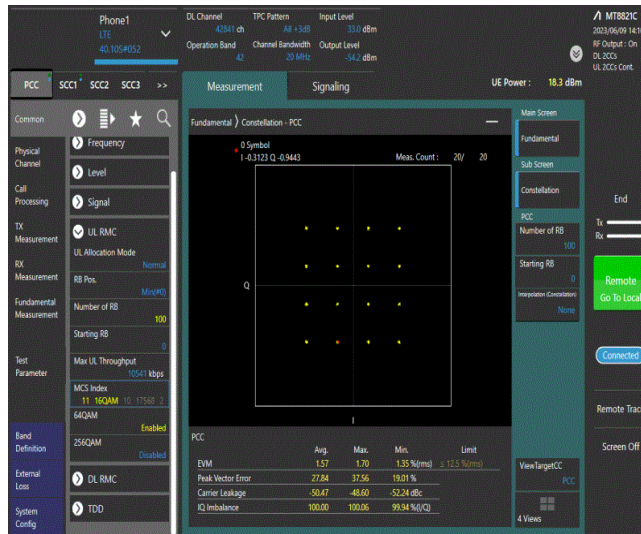 Phone1
LTE
40.105#052
DL Channel TPC Pattern Input Level
42841 ch All +3dB 33.0 dBm
Operation Band Channel Bandwidth Output Level
42 20 MHz -54.2 dBm
MT8821C
2023/06/09 14:10
RF Output : On
DL 2CCs
UL 2CCs Cont.
PCC SCC1 SCC2 SCC3 >>
Measurement Signaling
UE Power : 18.3 dBm
Common
Physical
Channel
Call
Processing
TX
Measurement
RX
Measurement
Fundamental
Measurement
Test
Parameter
Band
Definition
External
Loss
System
Config
Frequency
Level
Signal
UL RMC
UL Allocation Mode
Normal
RB Pos.
Min(#0)
Number of RB
100
Starting RB
0
Max UL Throughput
10541 kbps
MCS Index
11 16QAM 10 17568 2
64QAM
Enabled
256QAM
Disabled
DL RMC
TDD
Fundamental 〉 Constellation - PCC
0 Symbol
I -0.3123 Q -0.9443 Meas. Count : 20/ 20
Q
I
PCC
Avg. Max. Min. Limit
EVM 1.57 1.70 1.35 %(rms) ≤ 12.5 %(rms)
Peak Vector Error 27.84 37.56 19.01 %
Carrier Leakage -50.47 -48.60 -52.24 dBc
IQ Imbalance 100.00 100.06 99.94 %(I/Q)
Main Screen
Fundamental
Sub Screen
Constellation
PCC
Number of RB
100
Starting RB
0
Interpolation (Constellation)
None
ViewTargetCC
PCC
4 Views
End
Tx
Rx
Remote
Go To Local
Connected
Remote Trac
Screen Off